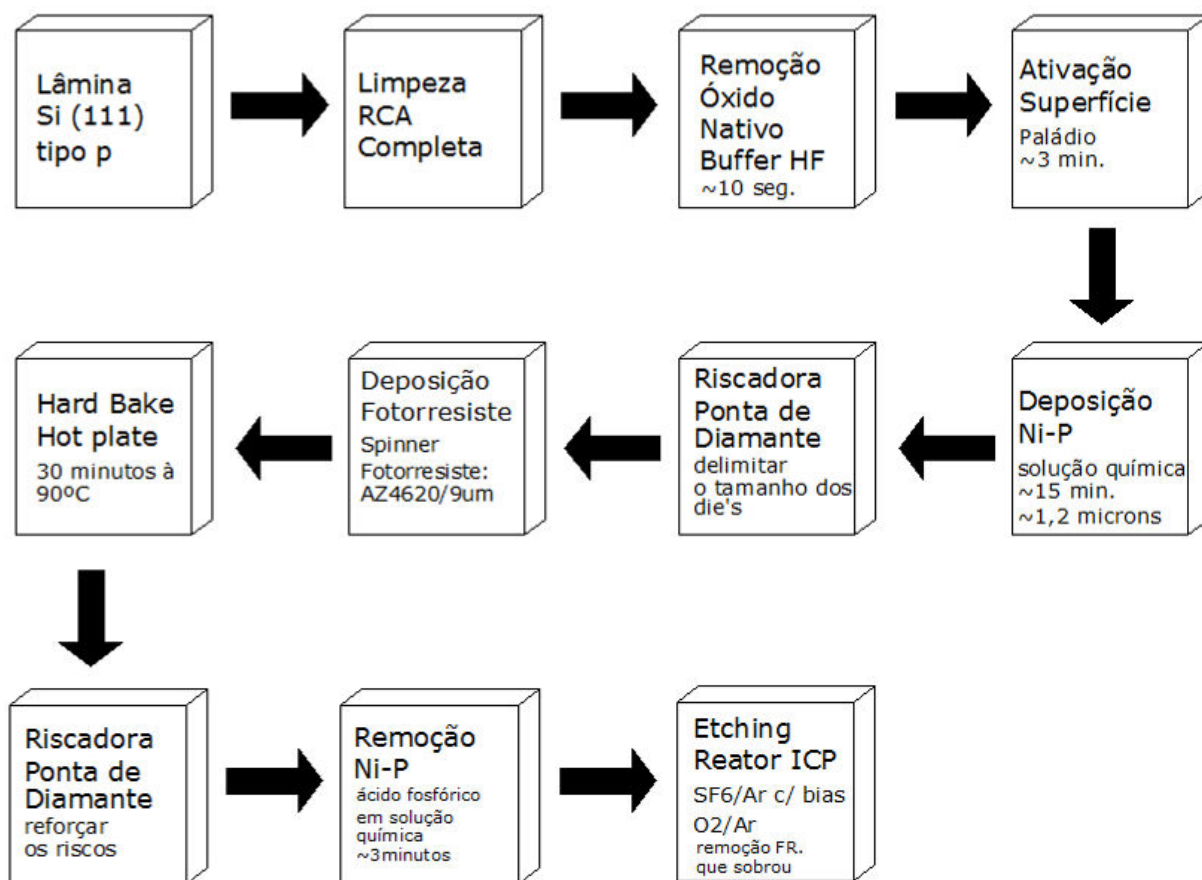 Lâmina
Si (111)
tipo p
Limpeza
RCA
Completa
Remoção
Óxido
Nativo
Buffer HF
~10 seg.
Ativação
Superfície
Paládio
~3 min.
Deposição
Ni-P
solução química
~15 min.
~1,2 microns
Riscadora
Ponta de
Diamante
delimitar
o tamanho dos
die's
Deposição
Fotorresiste
Spinner
Fotorresiste:
AZ4620/9um
Hard Bake
Hot plate
30 minutos à
90ºC
Riscadora
Ponta de
Diamante
reforçar
os riscos
Remoção
Ni-P
ácido fosfórico
em solução
química
~3minutos
Etching
Reator ICP
SF6/Ar c/ bias
O2/Ar
remoção FR.
que sobrou